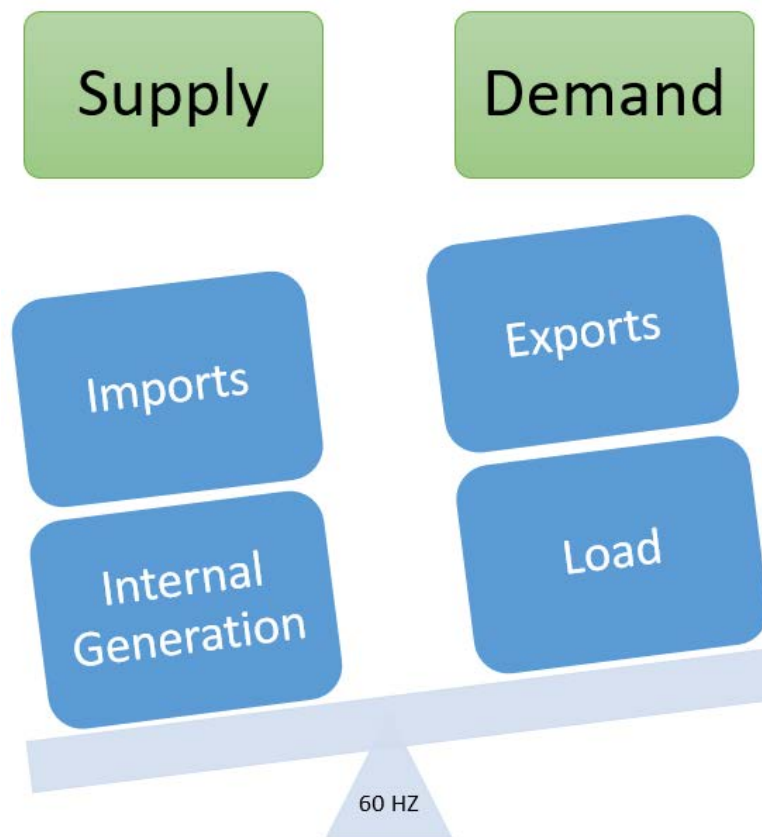 Supply
Demand
Imports
Exports
Internal
Generation
Load
60 HZ